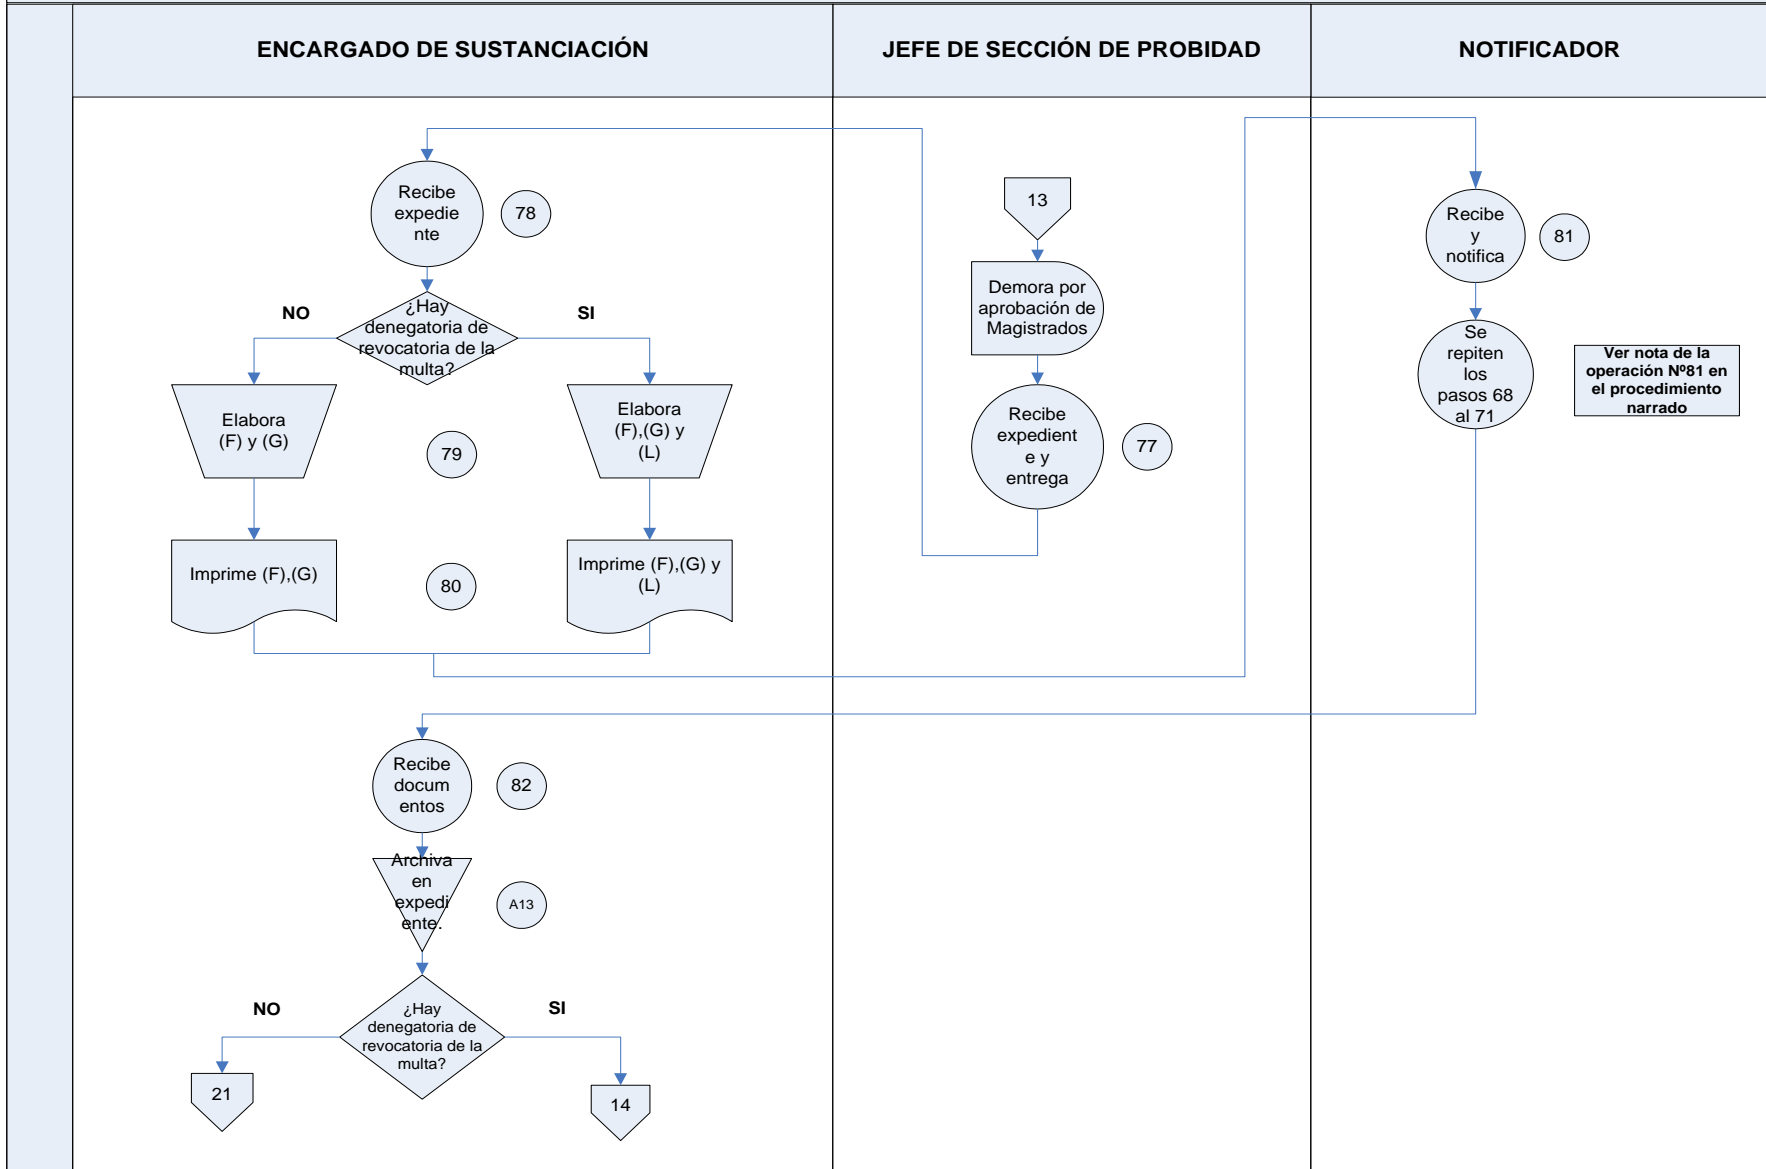 ENCARGADO DE SUSTANCIACIÓN
JEFE DE SECCIÓN DE PROBIDAD
NOTIFICADOR
13
Demora por
aprobación de
Magistrados
Recibe
expedient
e y
entrega
77
Recibe
expedie
nte
78
¿Hay
denegatoria de
revocatoria de la
multa?
NO
SI
Elabora
(F) y (G)
79
Elabora
(F),(G) y
(L)
Imprime (F),(G)
80
Imprime (F),(G) y
(L)
Recibe
y
notifica
81
Se
repiten
los
pasos 68
al 71
Ver nota de la
operación Nº81 en
el procedimiento
narrado
Recibe
docum
entos
82
Archiva
en
expedi
ente.
A13
¿Hay
denegatoria de
revocatoria de la
multa?
NO
SI
21
14